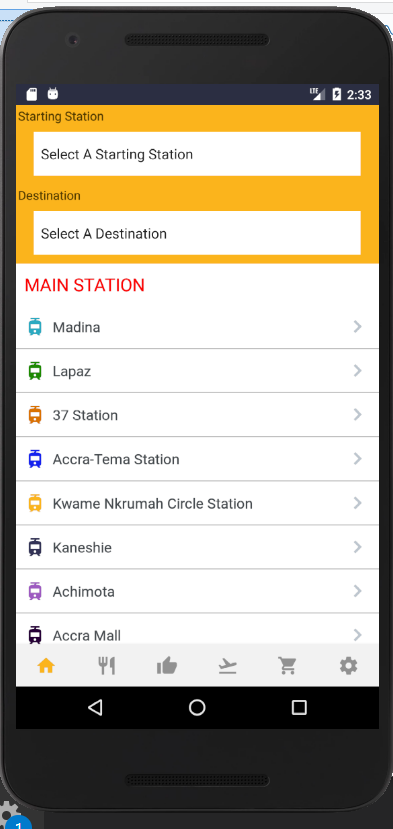 LTE 2:33
Starting Station
Select A Starting Station
Destination
Select A Destination
MAIN STATION
Madina
Lapaz
37 Station
Accra-Tema Station
Kwame Nkrumah Circle Station
Kaneshie
Achimota
Accra Mall
1